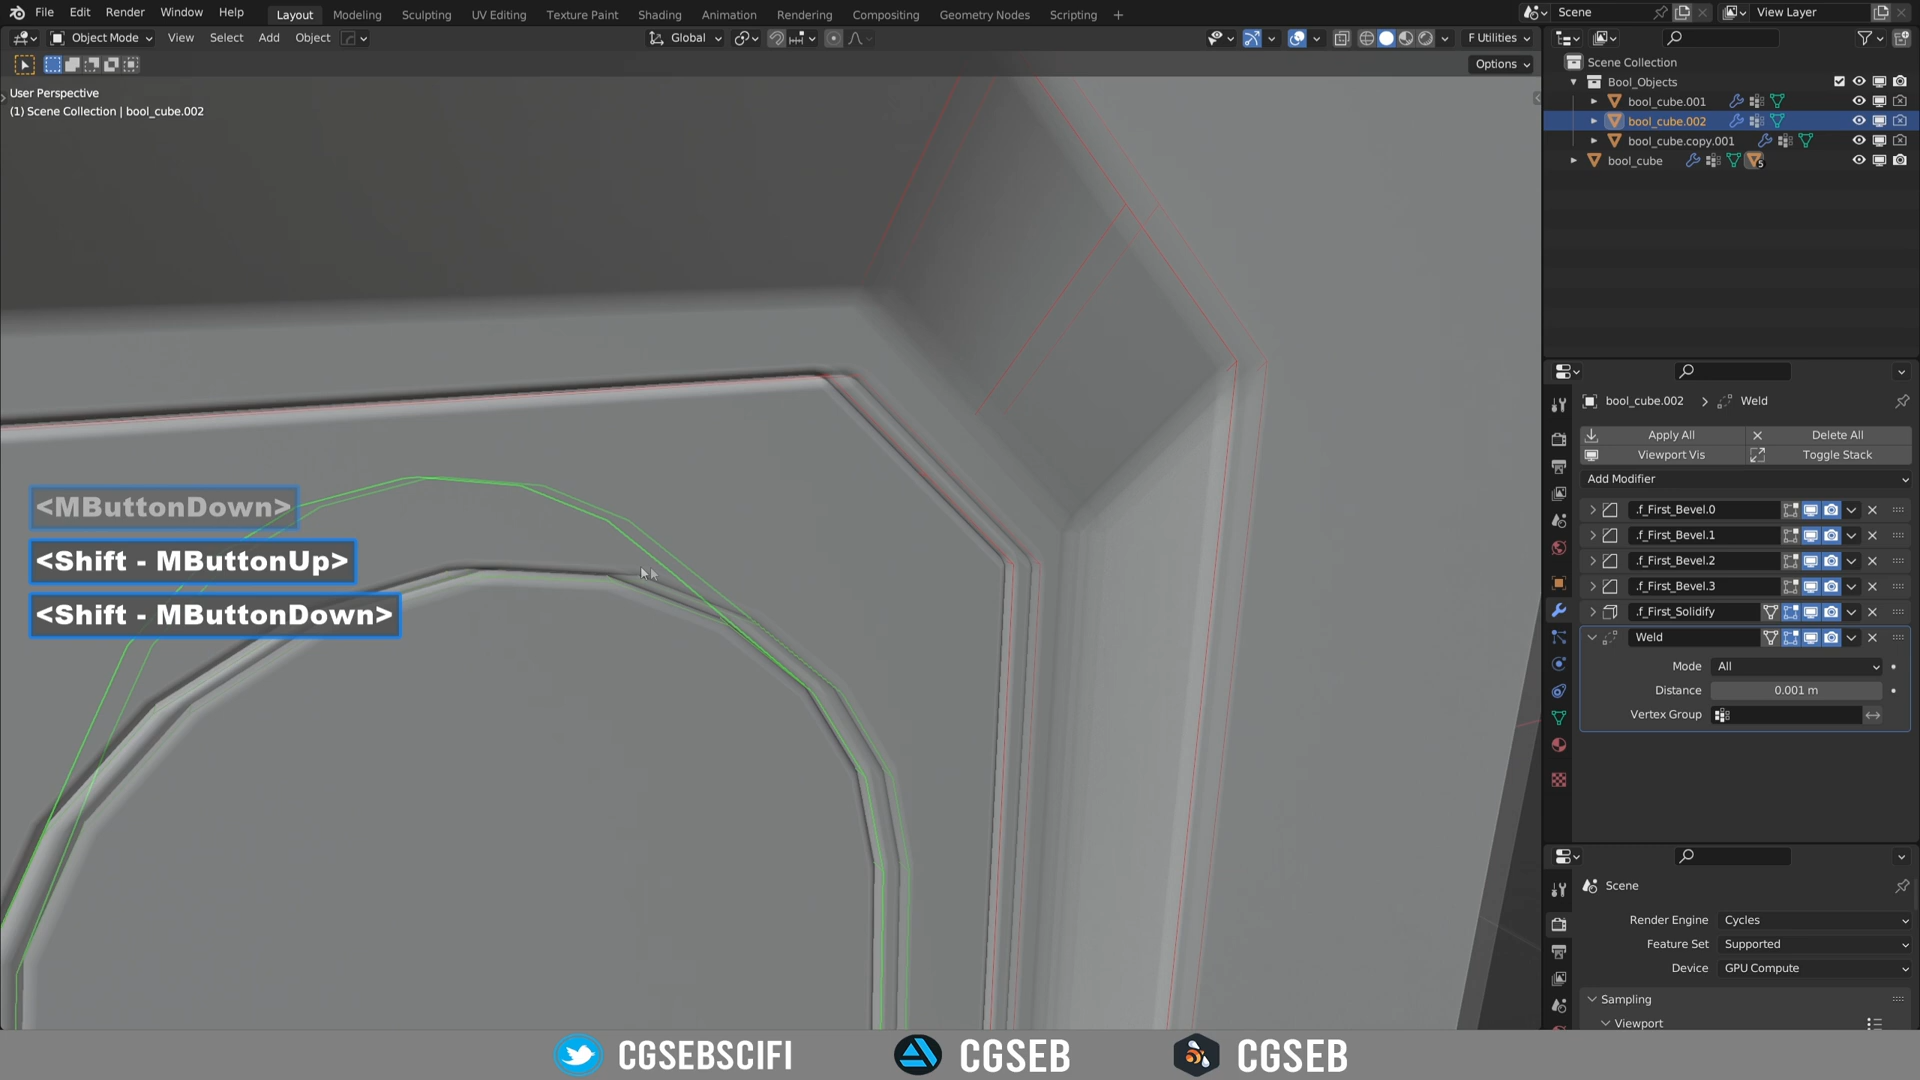 File Edit Render Window Help Layout Modeling Sculpting UV Editing Texture Paint Shading Animation Rendering Compositing Geometry Nodes Scripting + Scene View Layer
Object Mode View Select Add Object Global F Utilities
Options
User Perspective
(1) Scene Collection | bool_cube.002
<MButtonDown>
<Shift - MButtonUp>
<Shift - MButtonDown>
Scene Collection
Bool_Objects
bool_cube.001
bool_cube.002
bool_cube.copy.001
bool_cube 5
bool_cube.002 > Weld
Apply All Delete All
Viewport Vis Toggle Stack
Add Modifier
.f_First_Bevel.0
.f_First_Bevel.1
.f_First_Bevel.2
.f_First_Bevel.3
.f_First_Solidify
Weld
Mode All
Distance 0.001 m
Vertex Group
Scene
Render Engine Cycles
Feature Set Supported
Device GPU Compute
Sampling
Viewport
CGSEBSCIFI CGSEB CGSEB